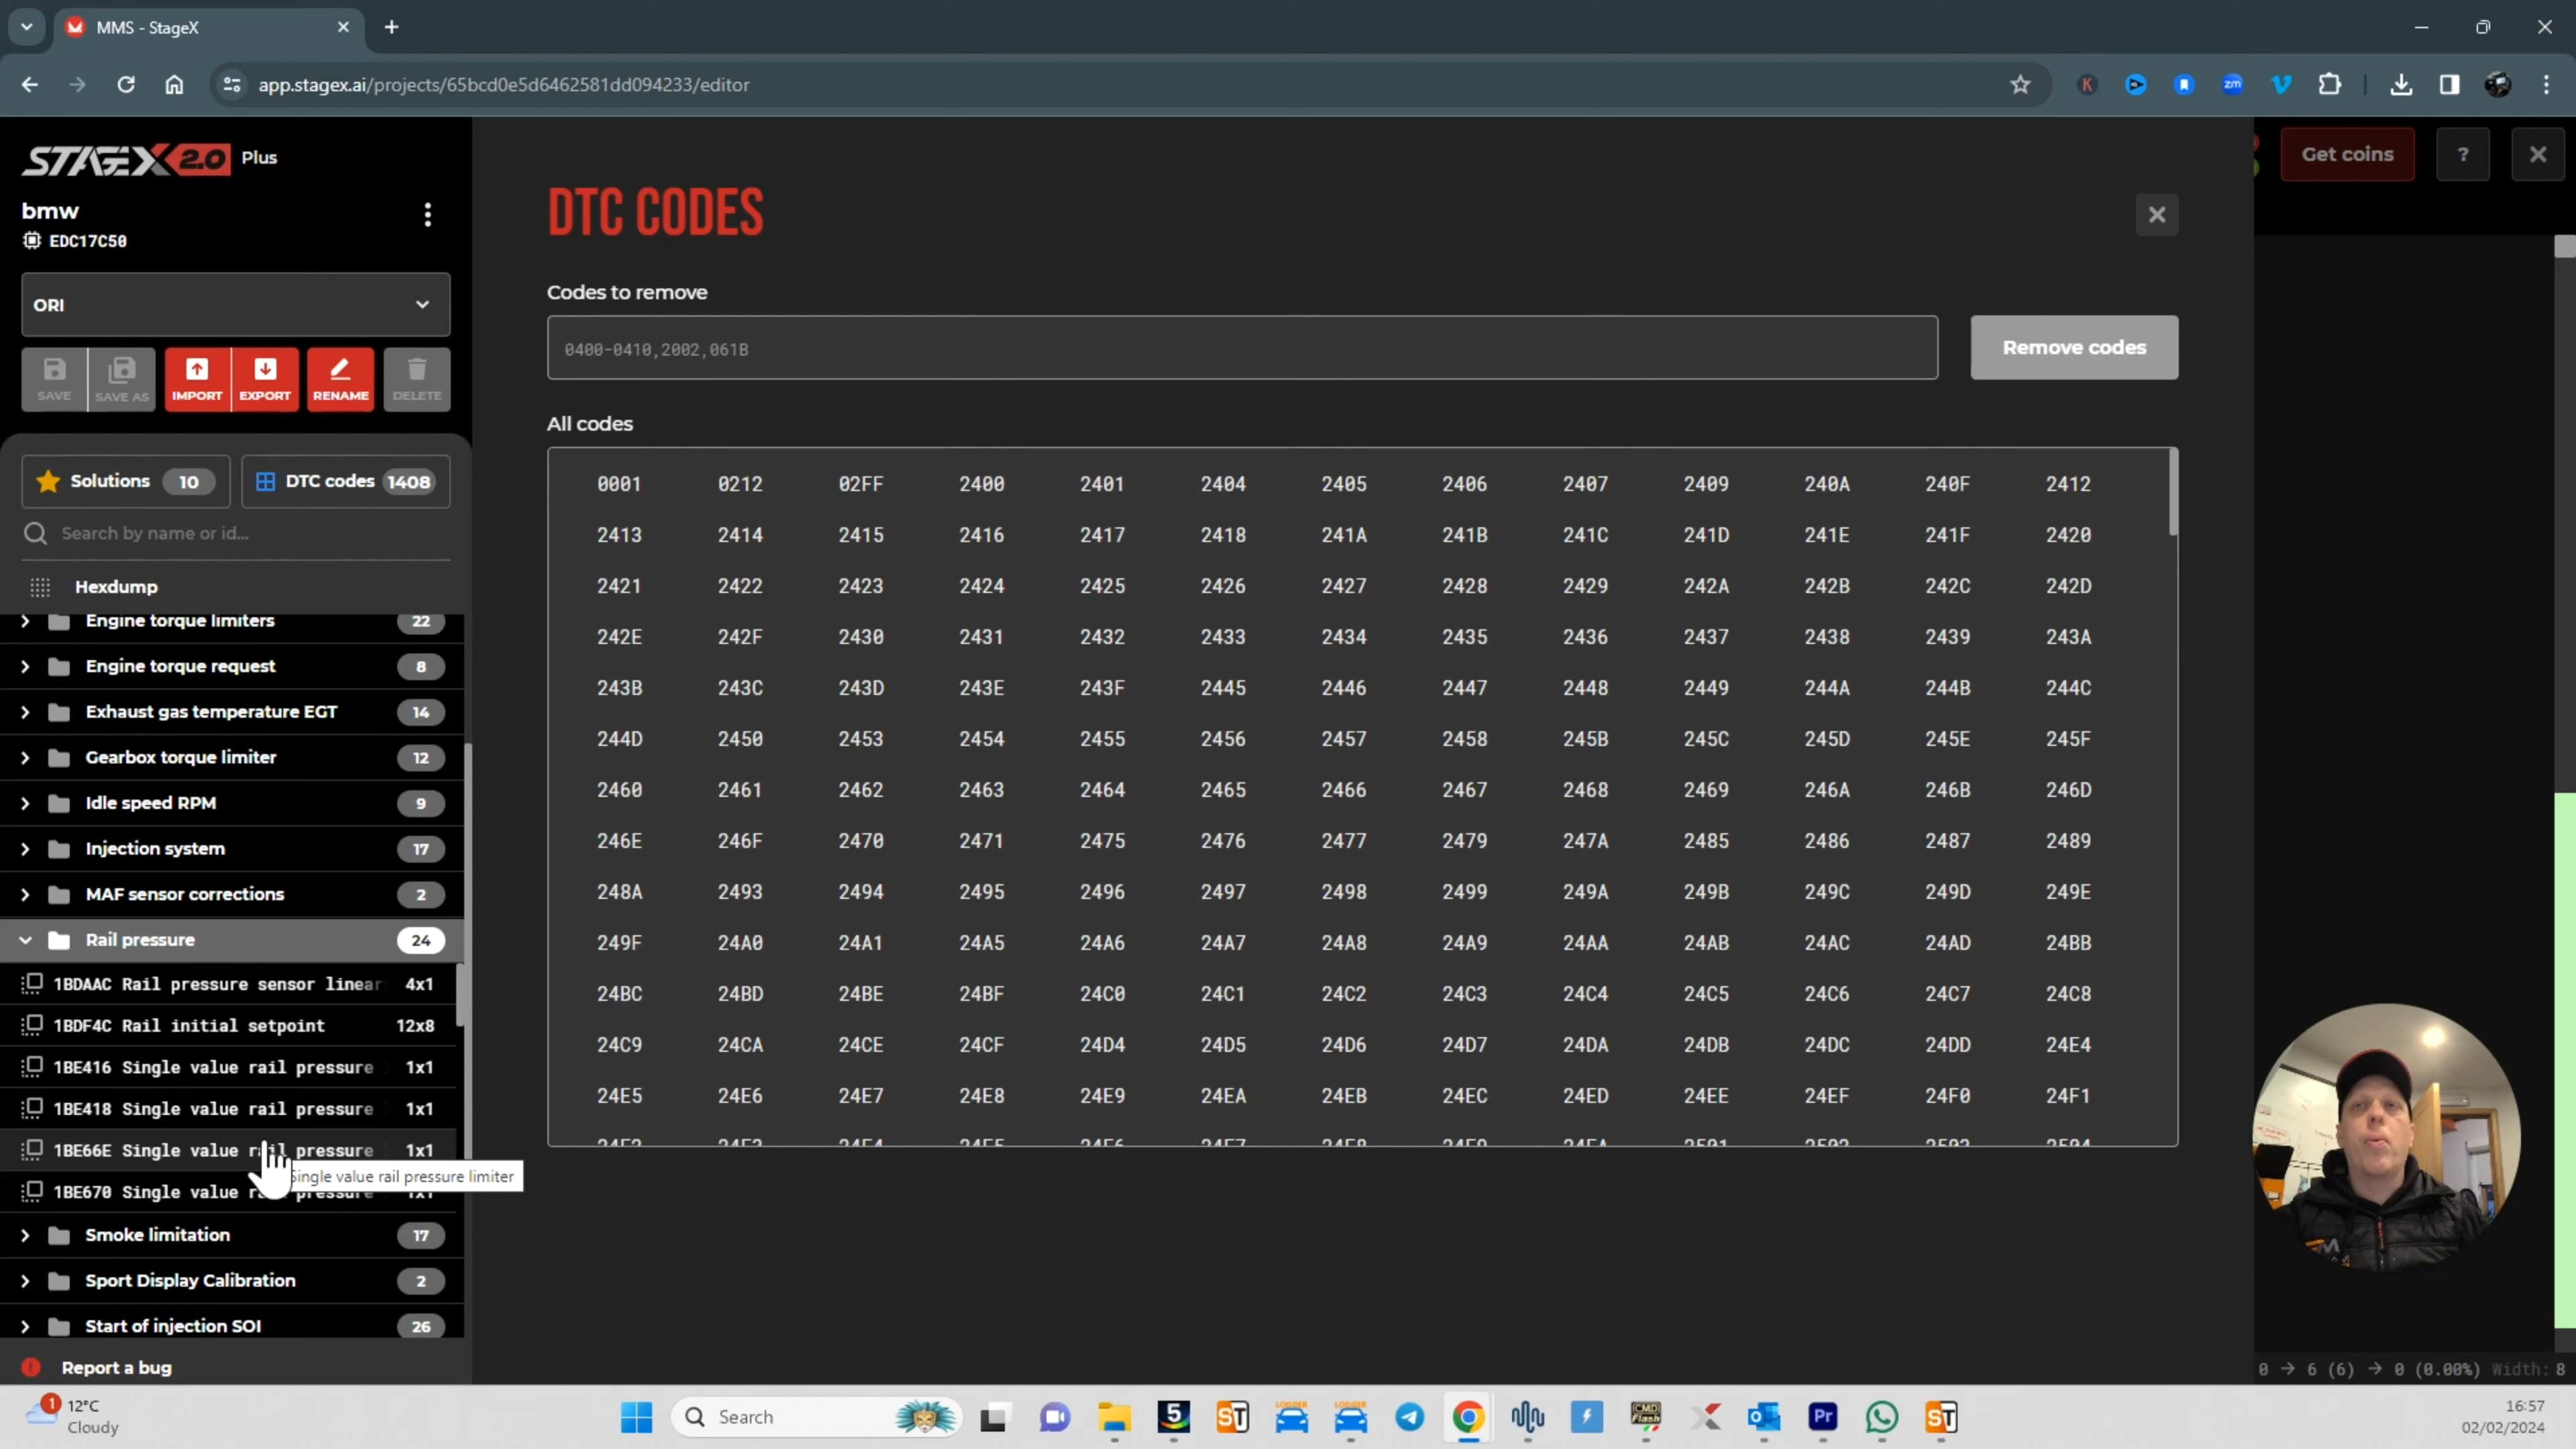 MMS - StageX
app.stagex.ai/projects/65bcd0e5d6462581dd094233/editor
STAGEX 2.0 Plus
Get coins
?
bmw
EDC17C50
ORI
SAVE
SAVE AS
IMPORT
EXPORT
RENAME
DELETE
Solutions 10
DTC codes 1408
Search by name or id...
Hexdump
Engine torque limiters 22
Engine torque request 8
Exhaust gas temperature EGT 14
Gearbox torque limiter 12
Idle speed RPM 9
Injection system 17
MAF sensor corrections 2
Rail pressure 24
1BDAAC Rail pressure sensor linear 4x1
1BDF4C Rail initial setpoint 12x8
1BE416 Single value rail pressure 1x1
1BE418 Single value rail pressure 1x1
1BE66E Single value rail pressure 1x1
Single value rail pressure limiter
1BE670 Single value rail pressure 1x1
Smoke limitation 17
Sport Display Calibration 2
Start of injection SOI 26
Report a bug
DTC CODES
Codes to remove
0400-0410,2002,061B
Remove codes
All codes
0001 0212 02FF 2400 2401 2404 2405 2406 2407 2409 240A 240F 2412
2413 2414 2415 2416 2417 2418 241A 241B 241C 241D 241E 241F 2420
2421 2422 2423 2424 2425 2426 2427 2428 2429 242A 242B 242C 242D
242E 242F 2430 2431 2432 2433 2434 2435 2436 2437 2438 2439 243A
243B 243C 243D 243E 243F 2445 2446 2447 2448 2449 244A 244B 244C
244D 2450 2453 2454 2455 2456 2457 2458 245B 245C 245D 245E 245F
2460 2461 2462 2463 2464 2465 2466 2467 2468 2469 246A 246B 246D
246E 246F 2470 2471 2475 2476 2477 2479 247A 2485 2486 2487 2489
248A 2493 2494 2495 2496 2497 2498 2499 249A 249B 249C 249D 249E
249F 24A0 24A1 24A5 24A6 24A7 24A8 24A9 24AA 24AB 24AC 24AD 24BB
24BC 24BD 24BE 24BF 24C0 24C1 24C2 24C3 24C4 24C5 24C6 24C7 24C8
24C9 24CA 24CE 24CF 24D4 24D5 24D6 24D7 24DA 24DB 24DC 24DD 24E4
24E5 24E6 24E7 24E8 24E9 24EA 24EB 24EC 24ED 24EE 24EF 24F0 24F1
0 → 6 (6) → 0 (0.00%) Width: 8
1
12°C
Cloudy
Search
16:57
02/02/2024